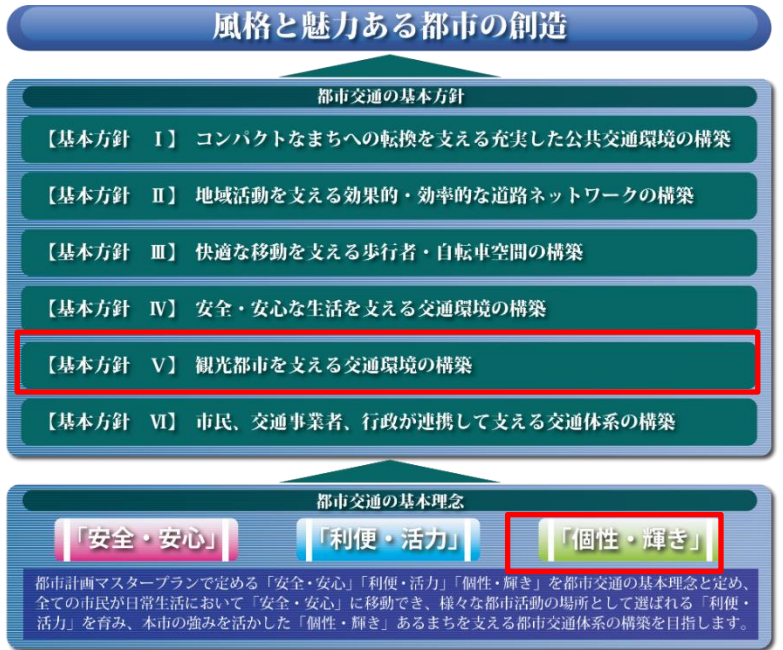 風格と魅力ある都市の創造
都市交通の基本方針
【基本方針 Ⅰ】 コンパクトなまちへの転換を支える充実した公共交通環境の構築
【基本方針 Ⅱ】 地域活動を支える効果的・効率的な道路ネットワークの構築
【基本方針 Ⅲ】 快適な移動を支える歩行者・自転車空間の構築
【基本方針 Ⅳ】 安全・安心な生活を支える交通環境の構築
【基本方針 Ⅴ】 観光都市を支える交通環境の構築
【基本方針 Ⅵ】 市民、交通事業者、行政が連携して支える交通体系の構築
都市交通の基本理念
「安全・安心」 「利便・活力」 「個性・輝き」
都市計画マスタープランで定める「安全・安心」「利便・活力」「個性・輝き」を都市交通の基本理念と定め、
全ての市民が日常生活において「安全・安心」に移動でき、様々な都市活動の場所として選ばれる「利便・
活力」を育み、本市の強みを活かした「個性・輝き」あるまちを支える都市交通体系の構築を目指します。